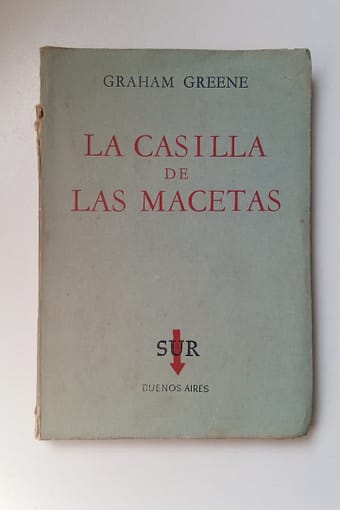 GRAHAM GREENE
LA CASILLA
DE
LAS MACETAS
SUR
BUENOS AIRES